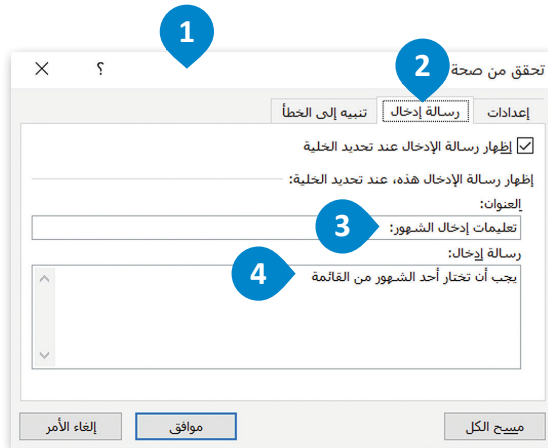 1
تحقق من صحة
؟
2
إعدادات
رسالة إدخال
تنبيه إلى الخطأ
إظهار رسالة الإدخال عند تحديد الخلية
إظهار رسالة الإدخال هذه، عند تحديد الخلية:
العنوان:
تعليمات إدخال الشهور:
3
رسالة إدخال:
يجب أن تختار أحد الشهور من القائمة
4
مسح الكل
موافق
إلغاء الأمر